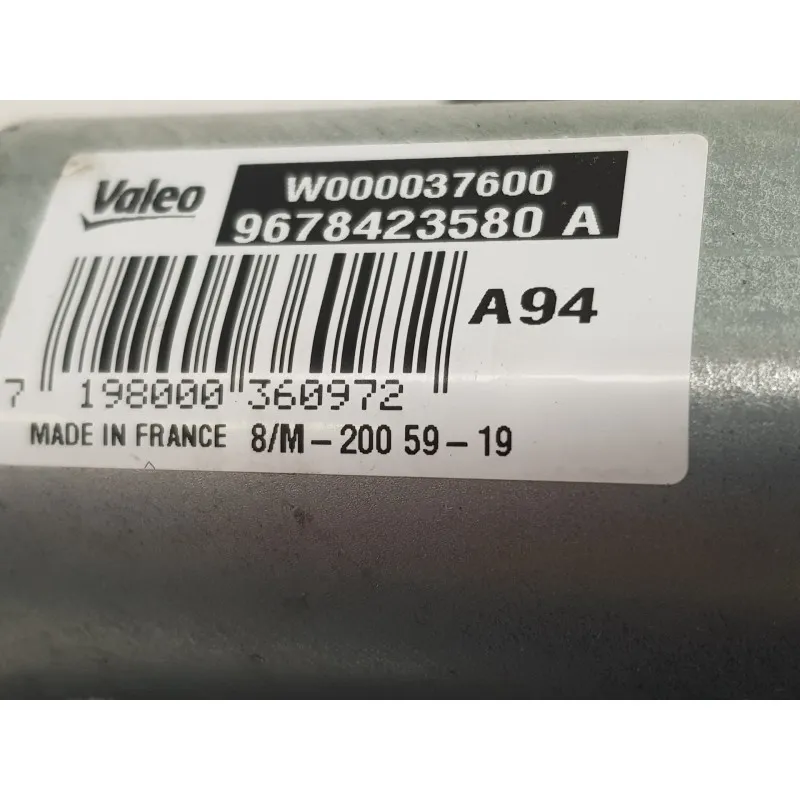 Valeo
W000037600
9678423580 A
A94
7 198000 360972
MADE IN FRANCE 8/M-200 59-19